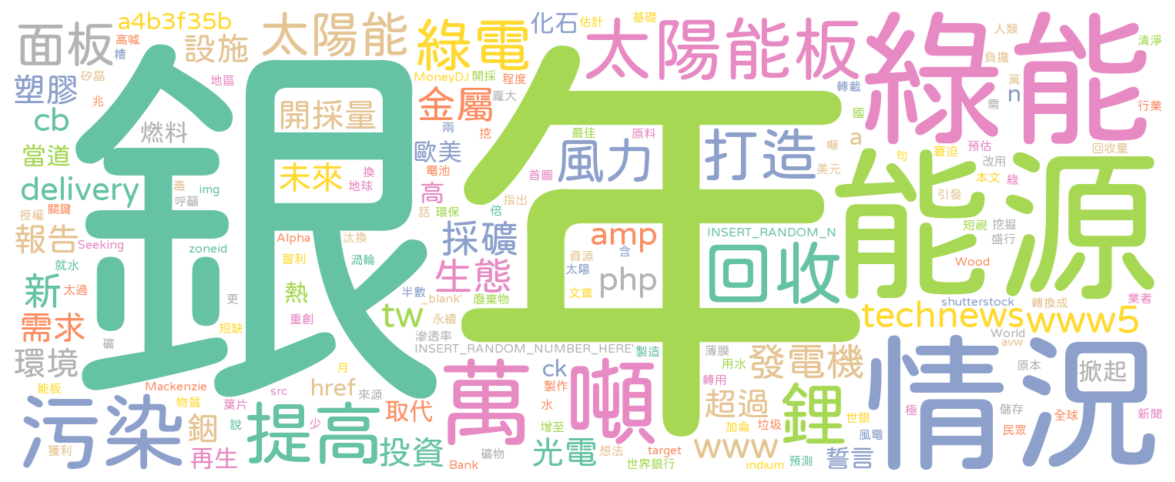 面板
a4b3f35b
高喊
槽
設施
太陽能
綠電
化石
估計
基礎
太陽能板
人類
負擔
清淨
綠能
矽晶
地區
塑膠
兆
cb
銀
年
燃料
開採量
MoneyDJ
開採
程度
金屬
龐大
兩
挖
轉載
國
萬
需
n
行業
當道
delivery
毒
img
呼籲
未來
換
地球
歐美
電池
最佳
原料
風力
首圖
打造
噸
a
美元
預估
句
窘迫
改用
回收量
本文
綠
引發
能源
授權
關鍵
報告
Seeking
zoneid
高
話
環保
倍
指出
採礦
amp
INSERT_RANDOM_N
短視
挖掘
盛行
Wood
就水
新
太過
Alpha
汰換
智利
渦輪
熱
生態
資源
含
太陽
php
回收
shutterstock
轉換成
業者
需求
更
短缺
重創
半數
_blank'
廢棄物
文章
永續
tw
technews
www5
World
avw
環境
礦
滲透率
INSERT_RANDOM_NUMBER_HERE'
製造
薄膜
發電機
原本
掀起
月
能板
Mackenzie
物質
葉片
src
href
來源
萬
噸
ck
製作
水
用水
轉用
情況
污染
銦
說
提高
少
取代
增至
超過
鋰
世銀
極
儲存
全球
新聞
民眾
加侖
垃圾
風電
獲利
再生
投資
Bank
礦物
光電
想法
世界銀行
target
www
indium
預測
誓言